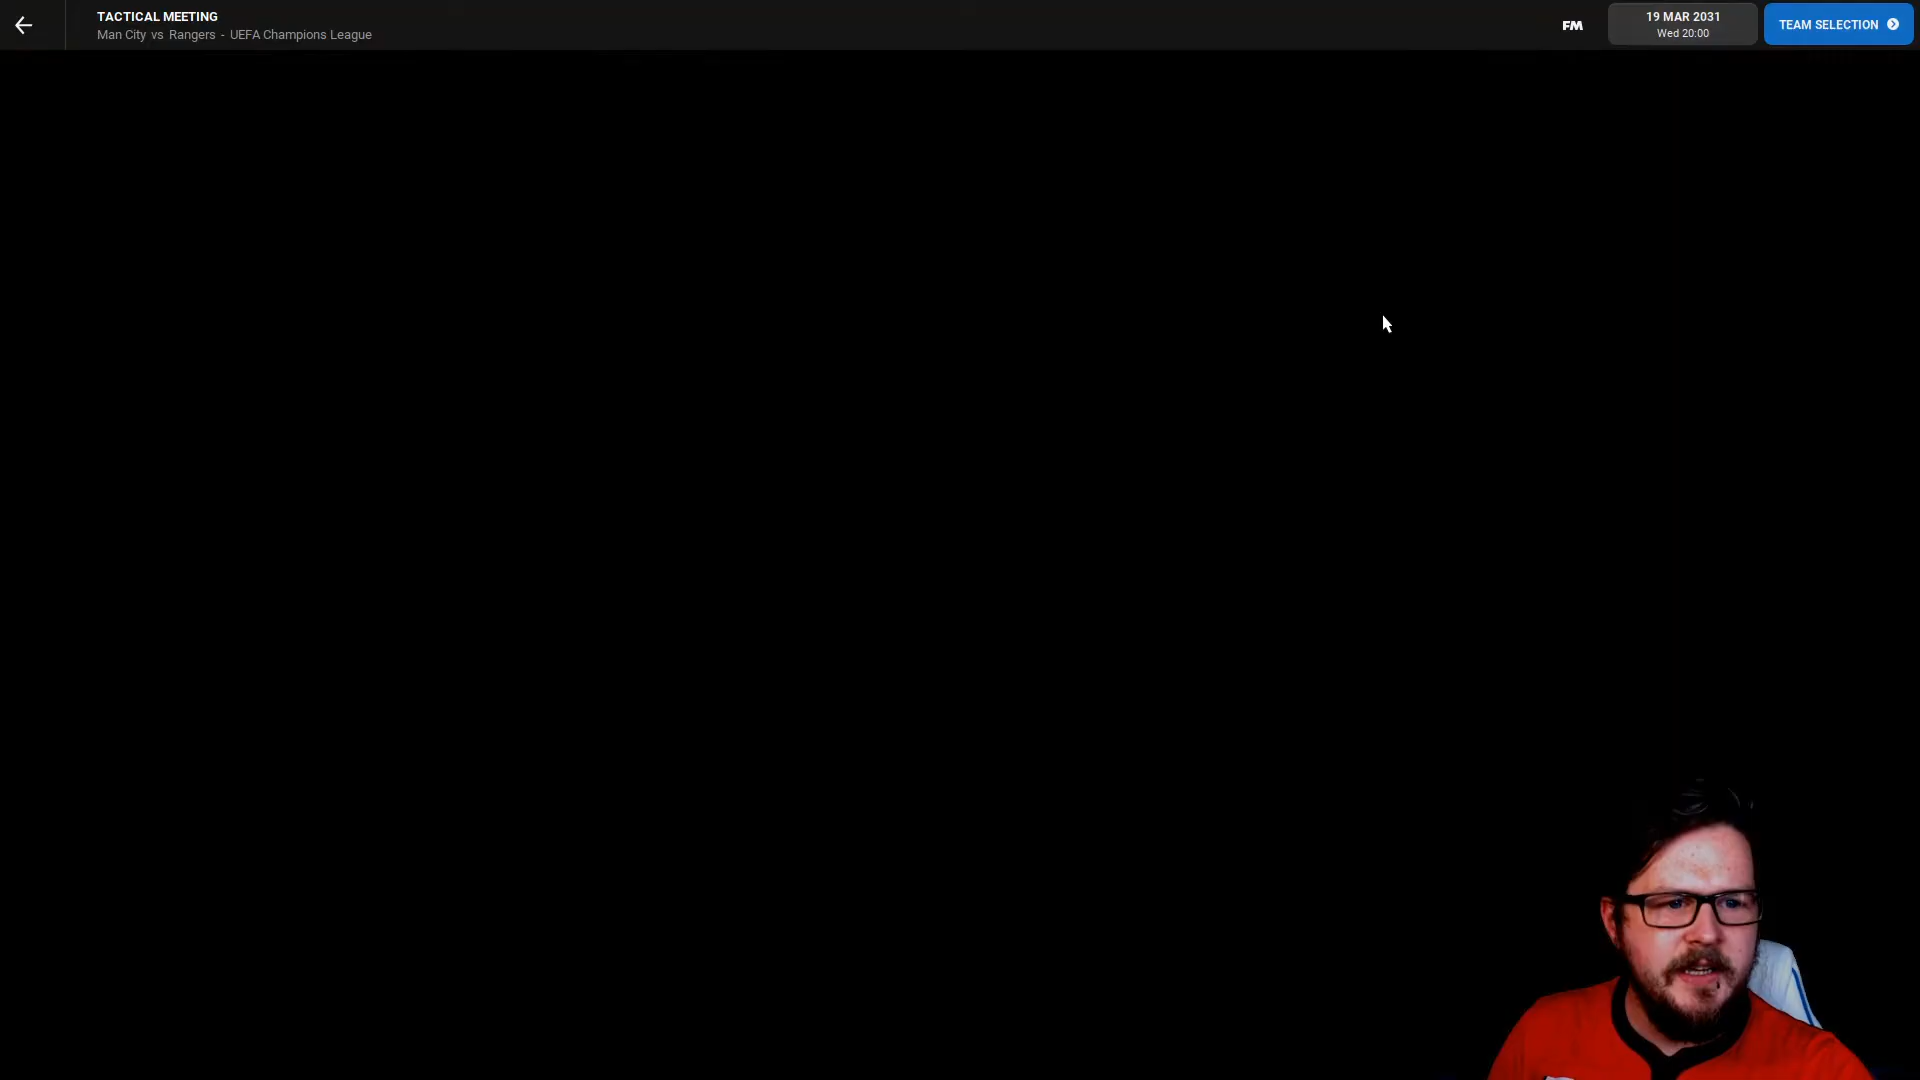 TACTICAL MEETING
Man City vs Rangers - UEFA Champions League
FM
19 MAR 2031
Wed 20:00
TEAM SELECTION